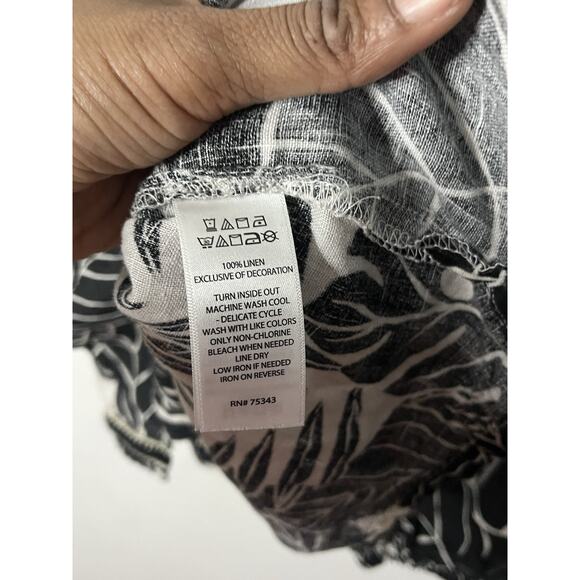 100% LINEN
EXCLUSIVE OF DECORATION
TURN INSIDE OUT
MACHINE WASH COOL
- DELICATE CYCLE
WASH WITH LIKE COLORS
ONLY NON-CHLORINE
BLEACH WHEN NEEDED
LINE DRY
LOW IRON IF NEEDED
IRON ON REVERSE
RN# 75343